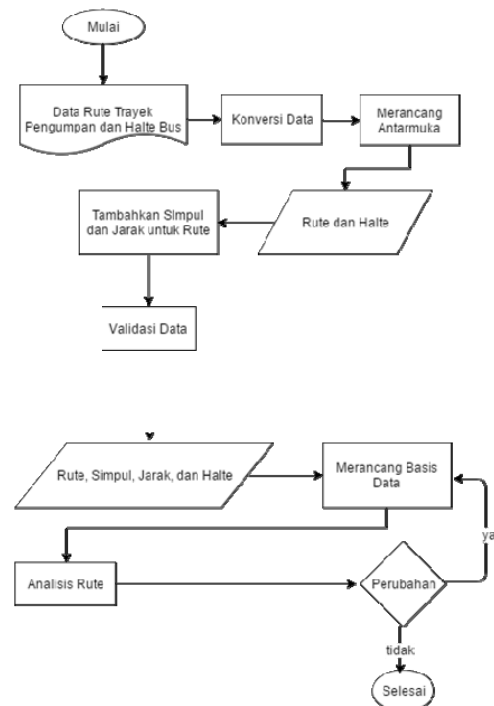 Mulai
Data Rute Trayek
Pengumpan dan Halte Bus
Konversi Data
Merancang
Antarmuka
Rute dan Halte
Tambahkan Simpul
dan Jarak untuk Rute
Validasi Data
Rute, Simpul, Jarak, dan Halte
Merancang Basis
Data
ya
Analisis Rute
Perubahan
tidak
Selesai